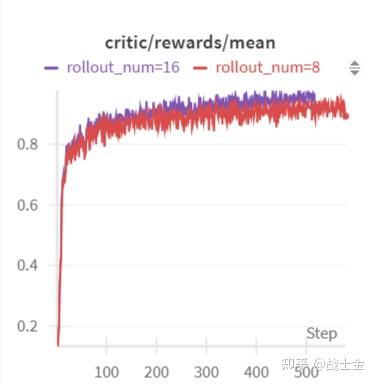 critic/rewards/mean
rollout_num=16 rollout_num=8
0.8
0.6
0.4
0.2
Step
100 200 300 400 500
知乎 @战士金